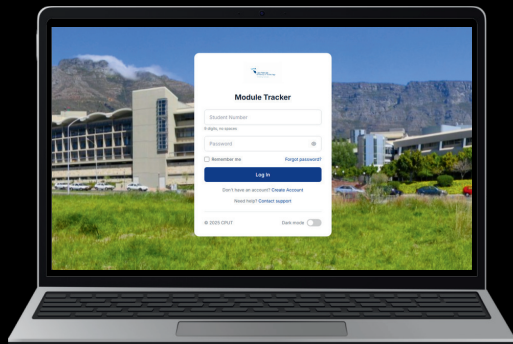 Module Tracker
Student Number
9 digits, no spaces
Password
Remember me Forgot password?
Log In
Don't have an account? Create Account
Need help? Contact support
© 2025 CPUT Dark mode